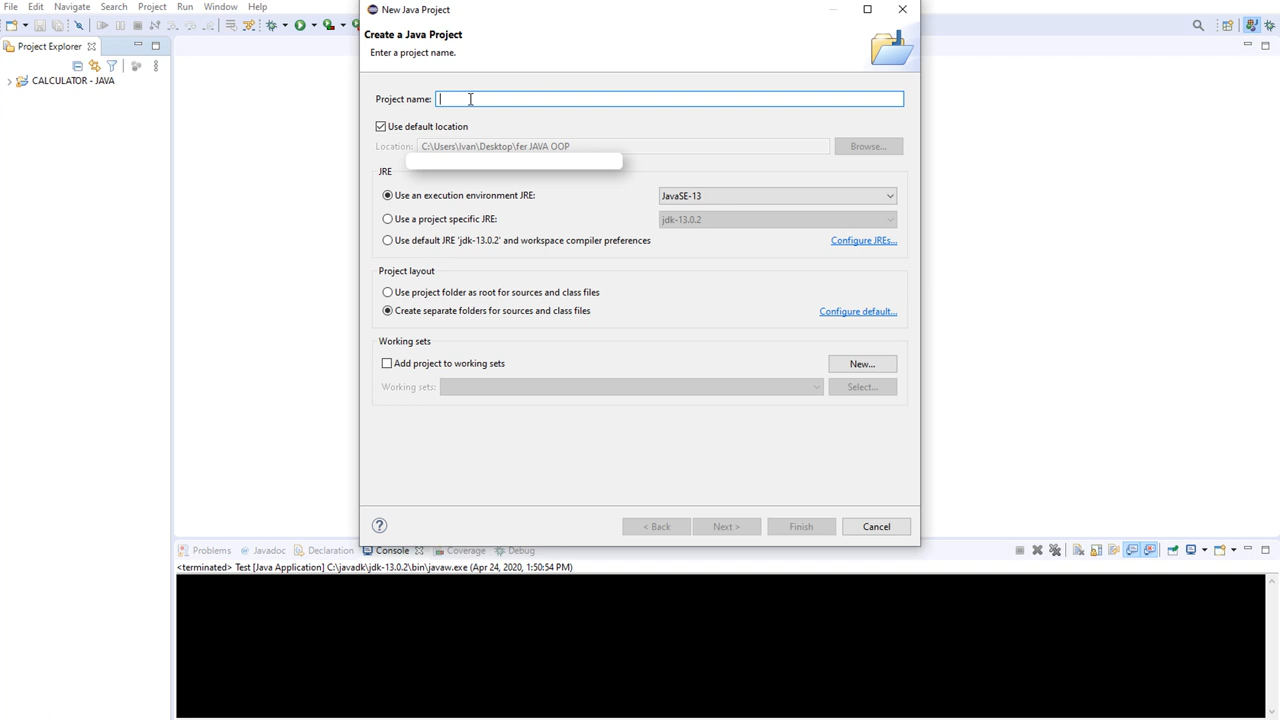 New Java Project
File Edit Navigate Search Project Run Window Help
Create a Java Project
Enter a project name.
Project Explorer
CALCULATOR - JAVA
Project name:
Use default location
Location: C:\Users\Ivan\Desktop\fer JAVA OOP Browse...
JRE
Use an execution environment JRE: JavaSE-13
Use a project specific JRE: jdk-13.0.2
Use default JRE 'jdk-13.0.2' and workspace compiler preferences Configure JREs...
Project layout
Use project folder as root for sources and class files
Create separate folders for sources and class files Configure default...
Working sets
Add project to working sets New...
Working sets: Select...
< Back Next > Finish Cancel
Problems Javadoc Declaration Console Coverage Debug
<terminated> Test [Java Application] C:\javadk\jdk-13.0.2\bin\javaw.exe (Apr 24, 2020, 1:50:54 PM)